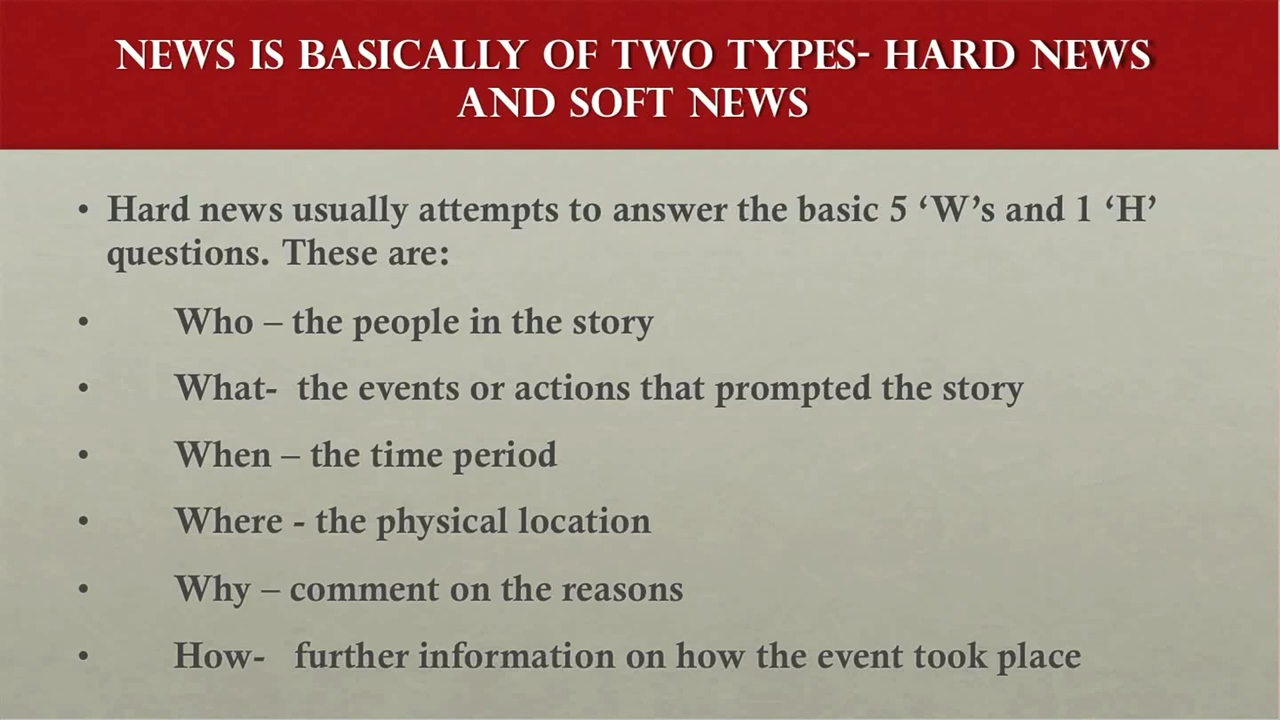 NEWS IS BASICALLY OF TWO TYPES- HARD NEWS
AND SOFT NEWS
• Hard news usually attempts to answer the basic 5 ‘W’s and 1 ‘H’
questions. These are:
• Who – the people in the story
• What- the events or actions that prompted the story
• When – the time period
• Where - the physical location
• Why – comment on the reasons
• How- further information on how the event took place